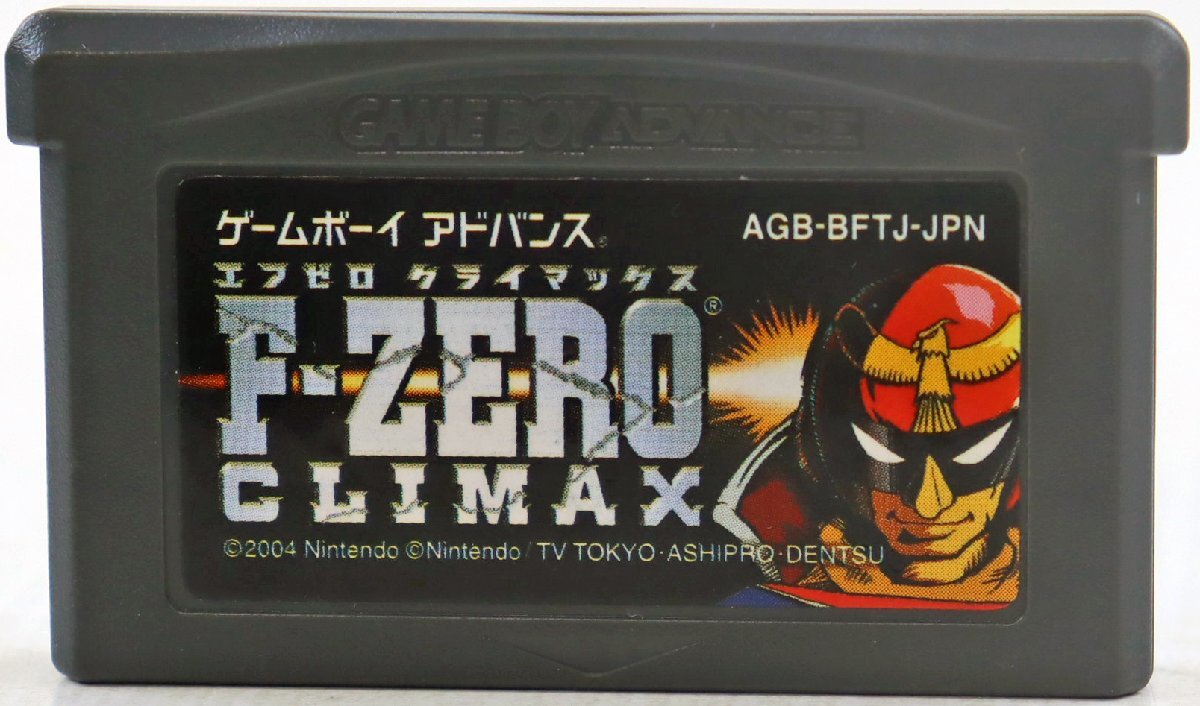 GAME BOY ADVANCE
ゲームボーイ アドバンス® AGB-BFTJ-JPN
エフゼロ クライマックス
F-ZERO®
CLIMAX
©2004 Nintendo ©Nintendo/TV TOKYO·ASHIPRO·DENTSU